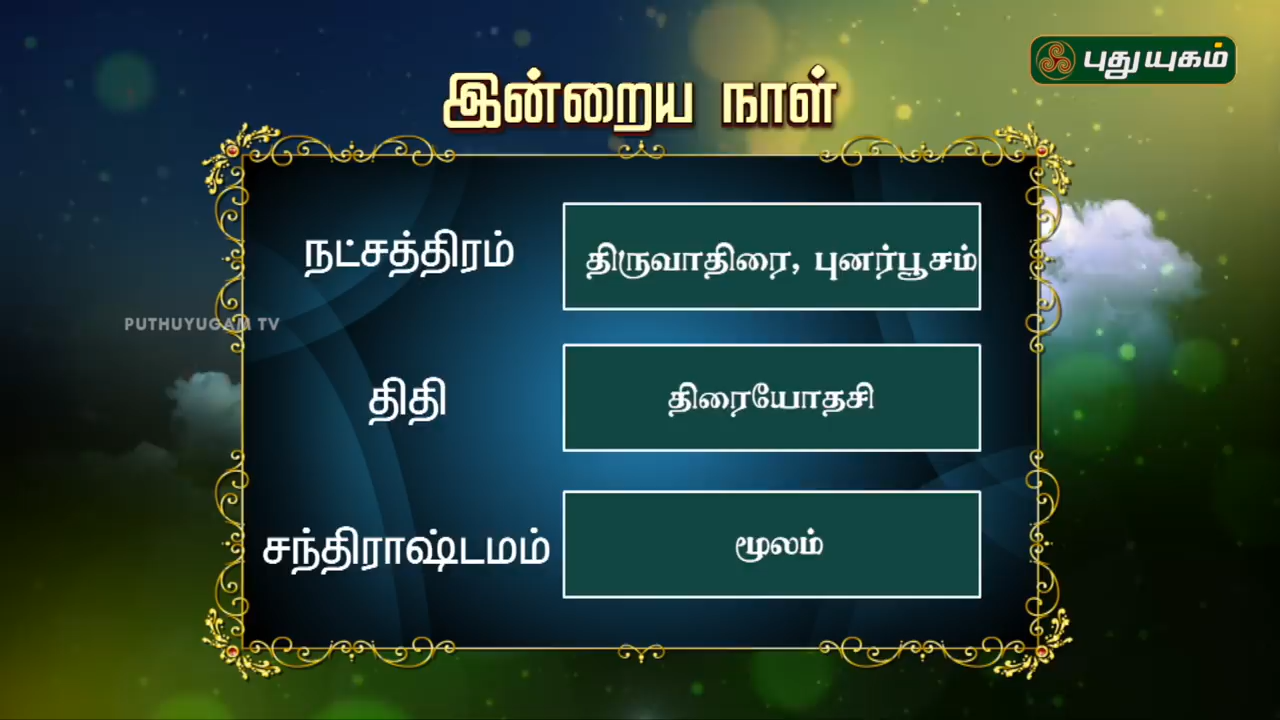 புதுயுகம்
இன்றைய நாள்
நட்சத்திரம்
திருவாதிரை, புனர்பூசம்
PUTHUYUGAM TV
திதி
திரையோதசி
சந்திராஷ்டமம்
மூலம்